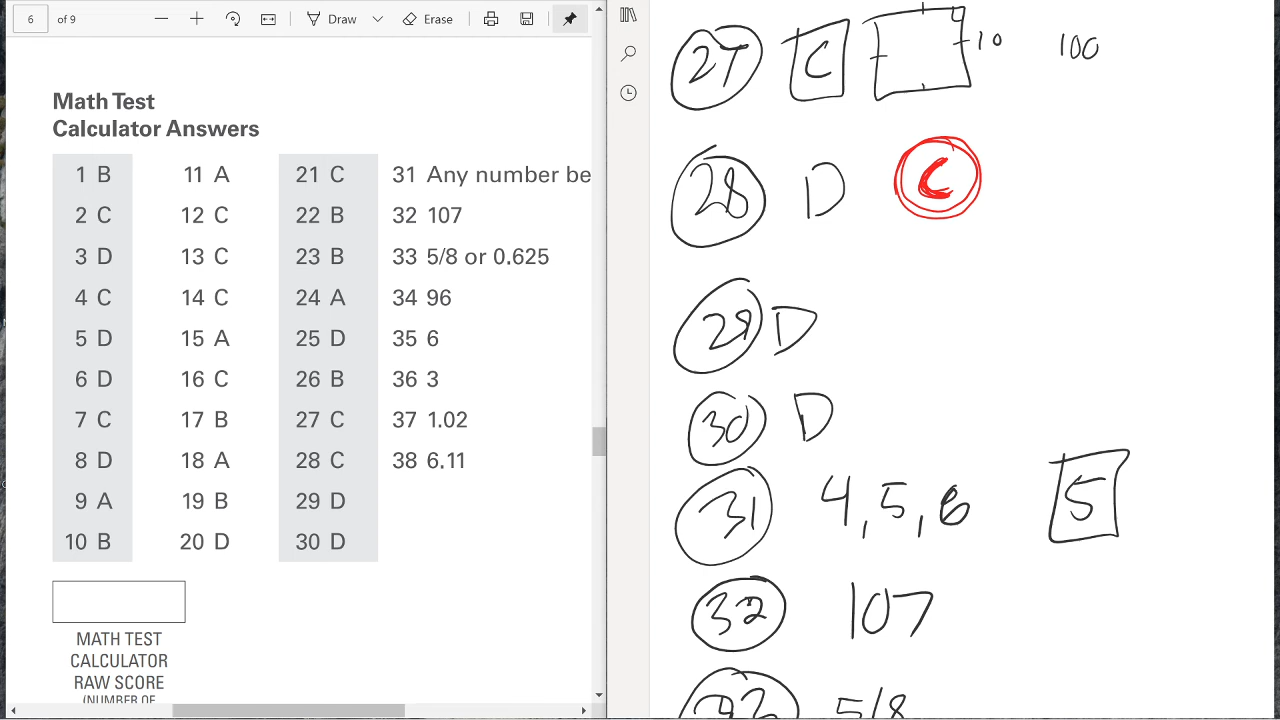 6 of 9 Draw Erase
Math Test
Calculator Answers
1 B 11 A 21 C 31 Any number be
2 C 12 C 22 B 32 107
3 D 13 C 23 B 33 5/8 or 0.625
4 C 14 C 24 A 34 96
5 D 15 A 25 D 35 6
6 D 16 C 26 B 36 3
7 C 17 B 27 C 37 1.02
8 D 18 A 28 C 38 6.11
9 A 19 B 29 D
10 B 20 D 30 D
MATH TEST
CALCULATOR
RAW SCORE
(NUMBER OF
27 C 10 100
28 D C
29 D
30 D
31 4, 5, 6 5
32 107
33 5/8